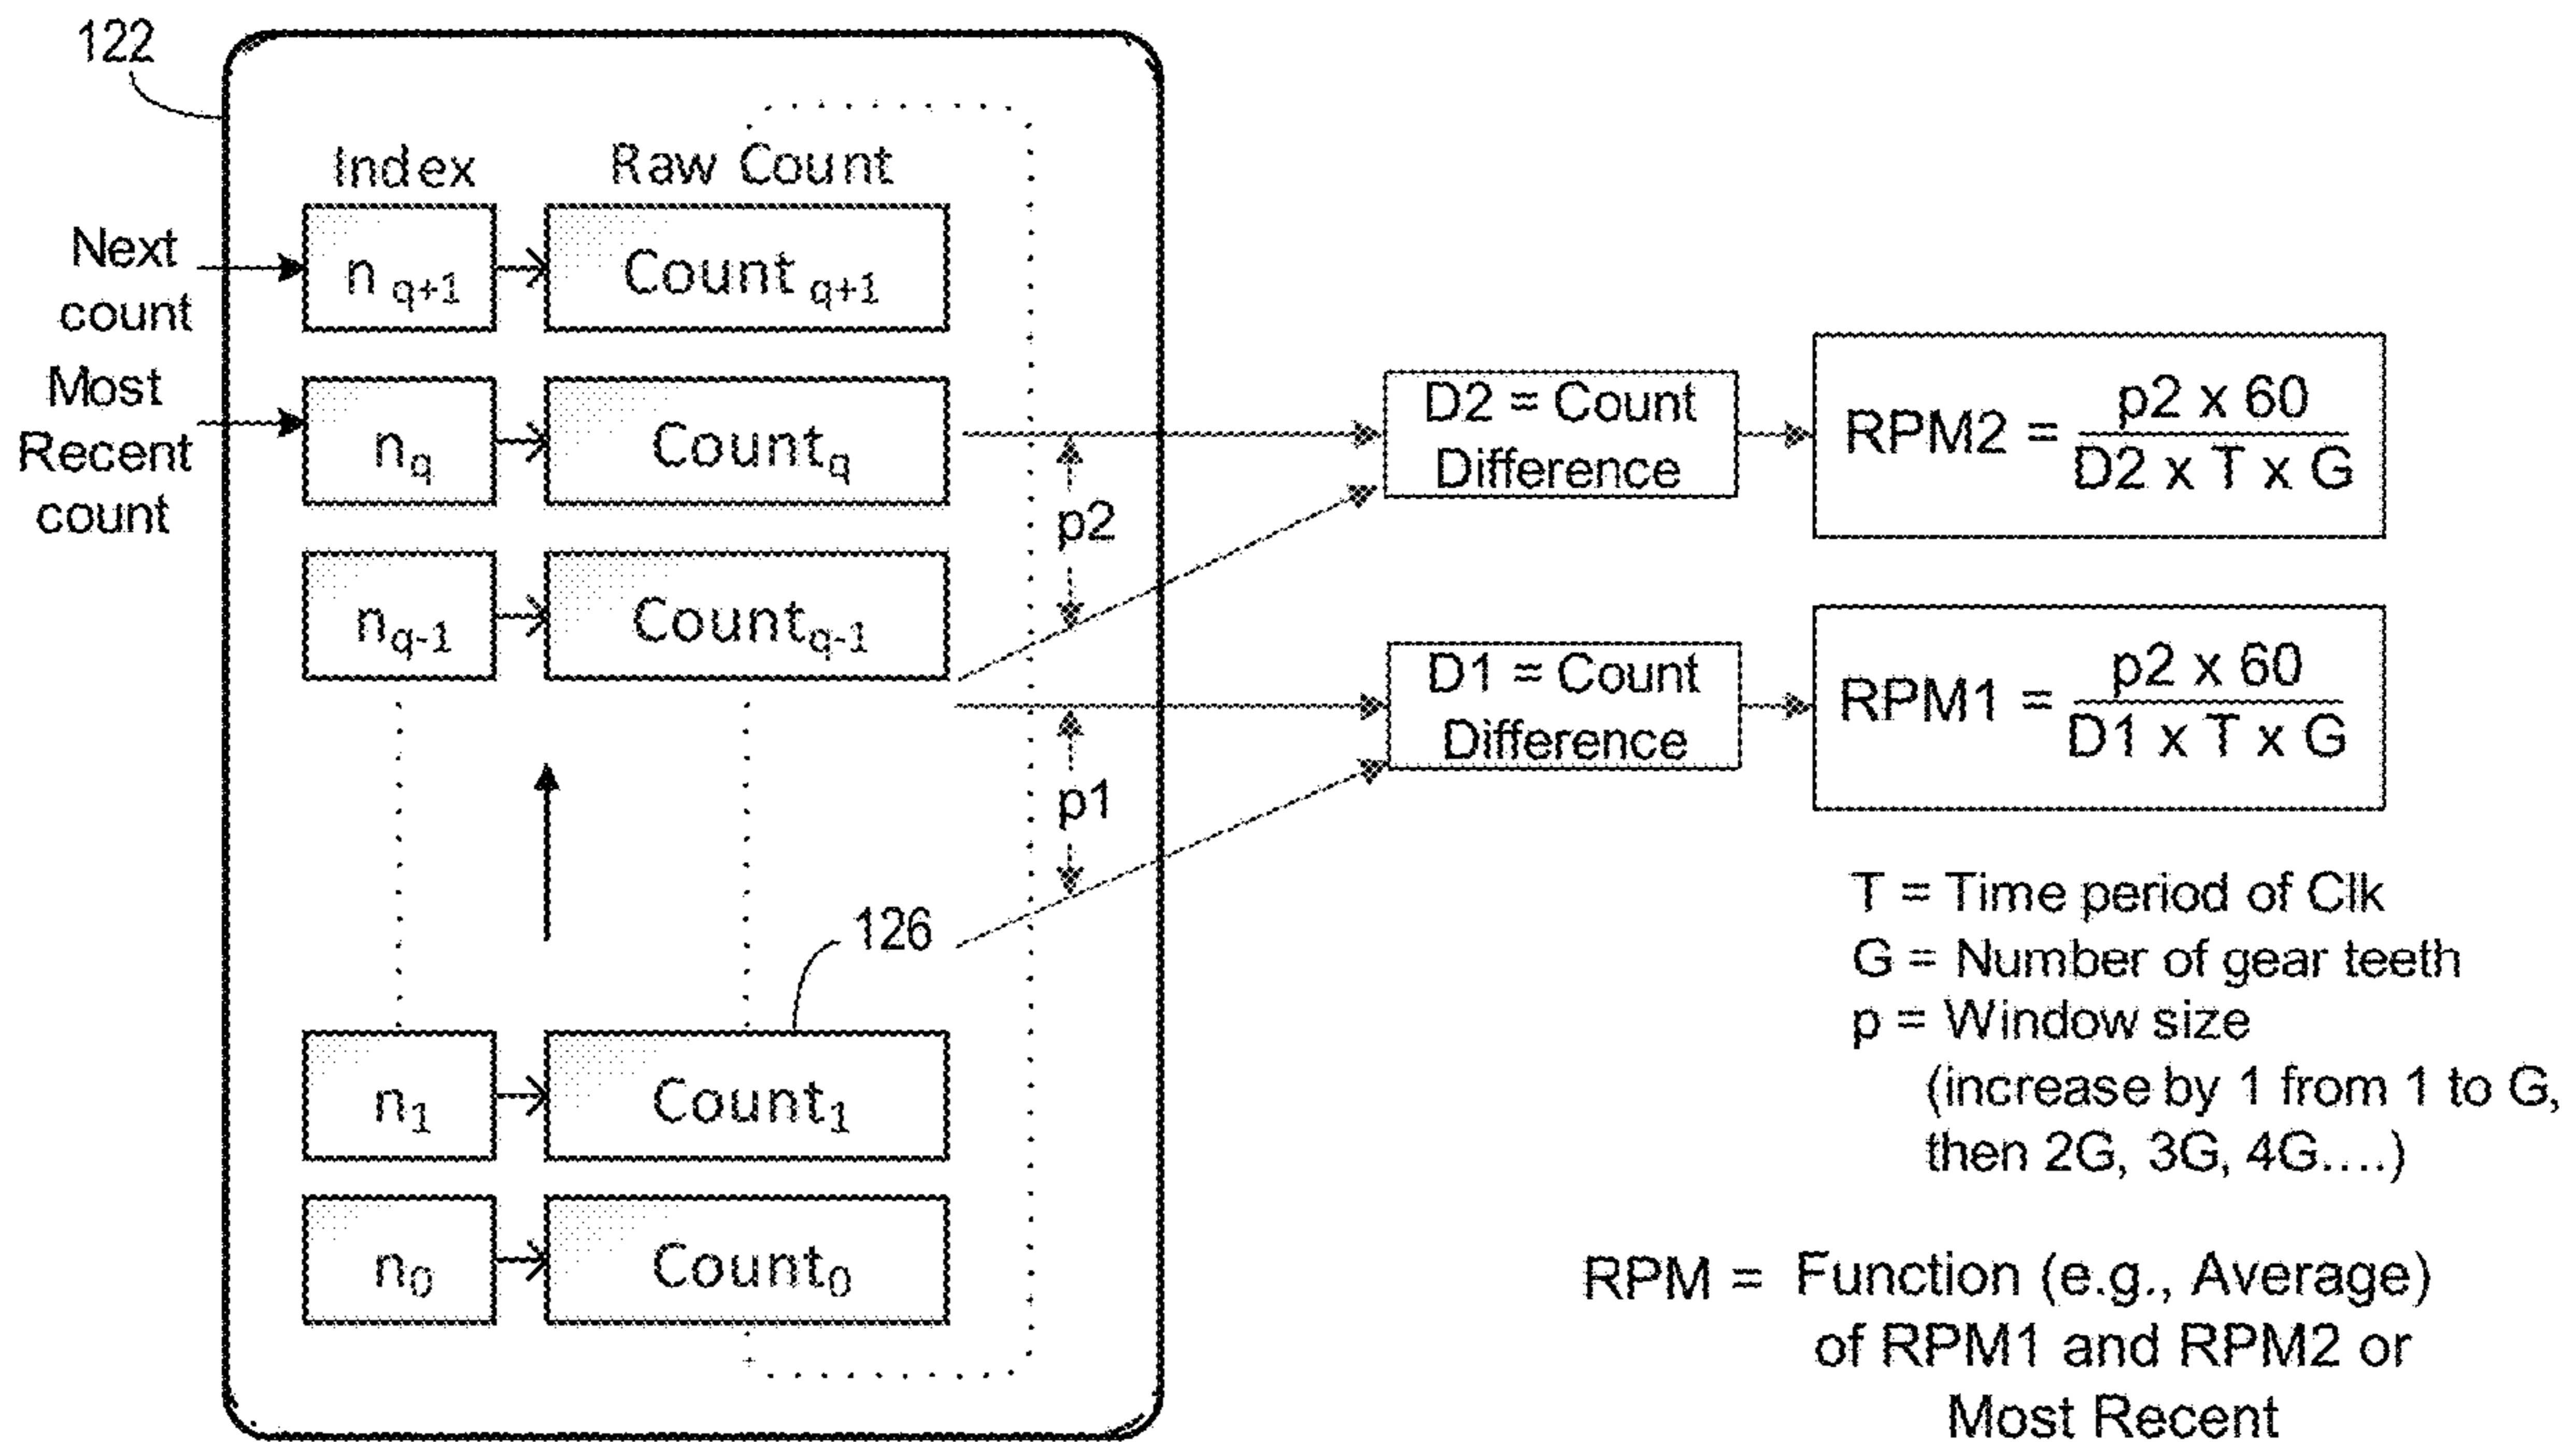 122
Index Raw Count
Next
count
n q+1 Count q+1
Most
Recent
count
nq Countq
nq-1 Countq-1
p2
p1
126
n1 Count1
n0 Count0
D2 = Count
Difference
RPM2 = p2 x 60
D2 x T x G
D1 = Count
Difference
RPM1 = p2 x 60
D1 x T x G
T = Time period of Clk
G = Number of gear teeth
p = Window size
(increase by 1 from 1 to G,
then 2G, 3G, 4G....)
RPM = Function (e.g., Average)
of RPM1 and RPM2 or
Most Recent